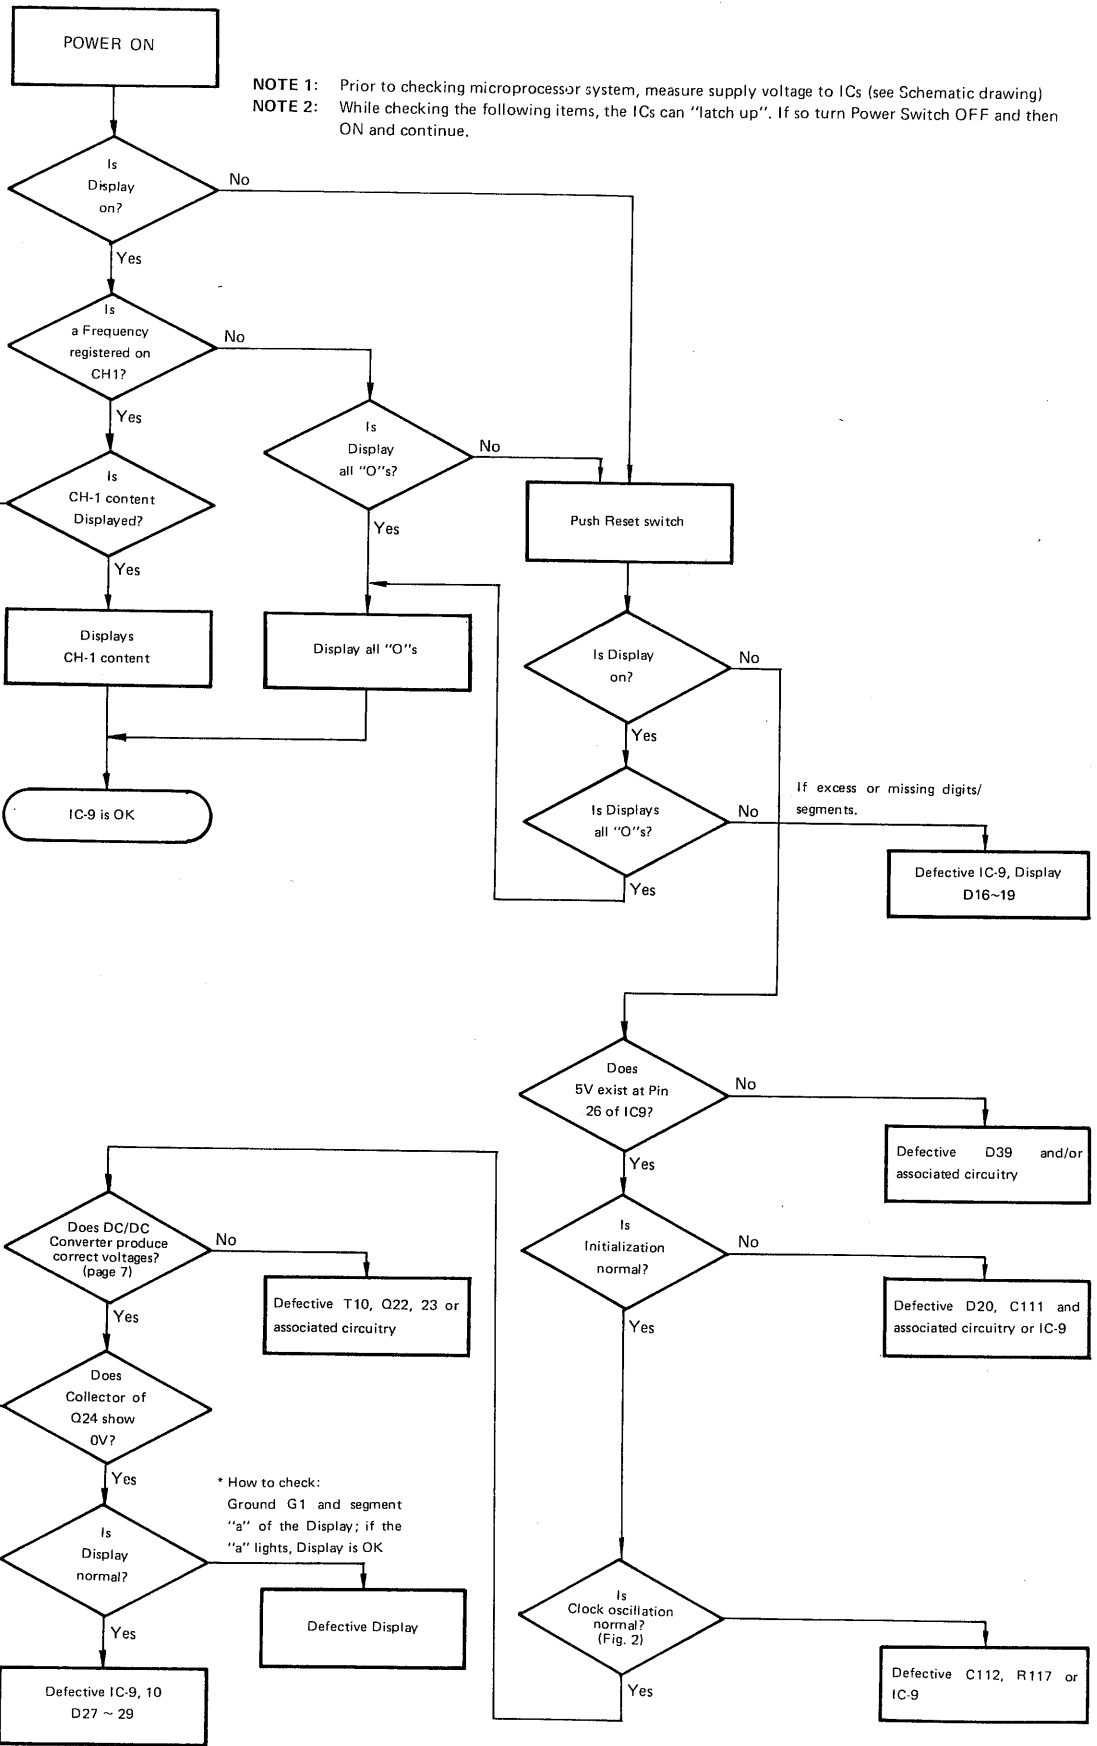 POWER ON
NOTE 1: Prior to checking microprocessor system, measure supply voltage to ICs (see Schematic drawing)
NOTE 2: While checking the following items, the ICs can "latch up". If so turn Power Switch OFF and then
ON and continue.
Is
Display
on?
No
Yes
Is
a Frequency
registered on
CH1?
No
Yes
Is
Display
all "O"s?
No
Yes
Is
CH-1 content
Displayed?
Yes
Push Reset switch
Displays
CH-1 content
Display all "O"s
Is Display
on?
No
Yes
IC-9 is OK
Is Displays
all "O"s?
No
If excess or missing digits/
segments.
Yes
Defective IC-9, Display
D16~19
Does
5V exist at Pin
26 of IC9?
No
Yes
Defective D39 and/or
associated circuitry
Is
Initialization
normal?
No
Yes
Defective D20, C111 and
associated circuitry or IC-9
Does DC/DC
Converter produce
correct voltages?
(page 7)
No
Yes
Defective T10, Q22, 23 or
associated circuitry
Does
Collector of
Q24 show
0V?
Yes
* How to check:
Ground G1 and segment
"a" of the Display; if the
"a" lights, Display is OK
Is
Display
normal?
Yes
Defective Display
Is
Clock oscillation
normal?
(Fig. 2)
Yes
Defective C112, R117 or
IC-9
Defective IC-9, 10
D27 ~ 29